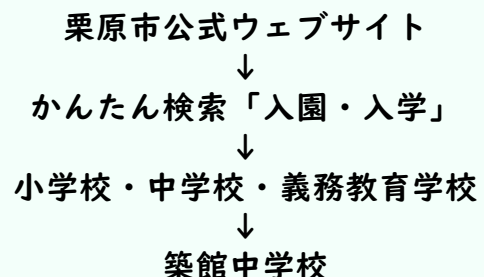 栗原市公式ウェブサイト
↓
かんたん検索「入園・入学」
↓
小学校・中学校・義務教育学校
↓
築館中学校